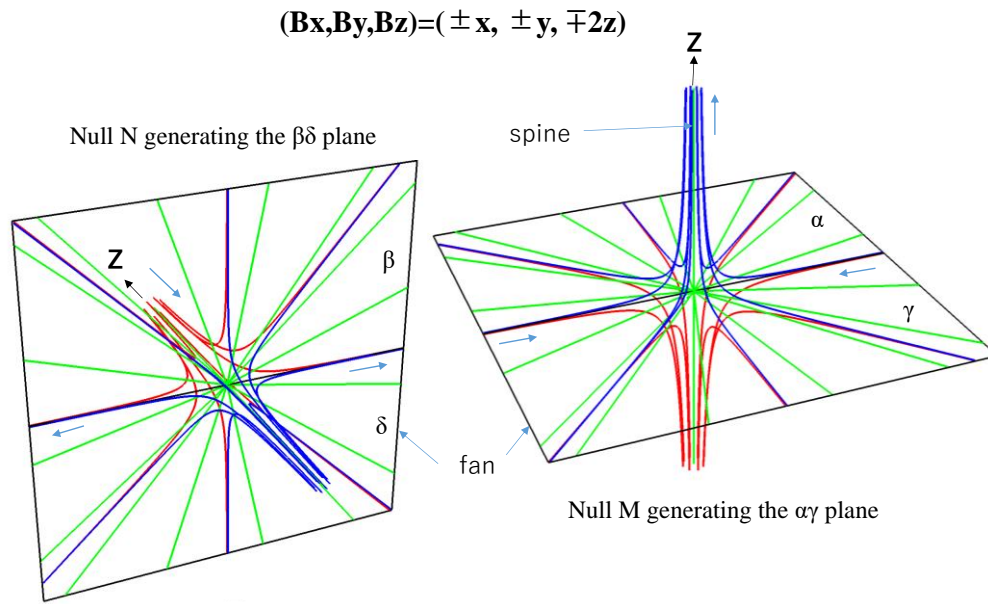 (Bx,By,Bz)=(±x, ±y, ∓2z)
Z
spine
Null N generating the βδ plane
α
β
Z
γ
δ
fan
Null M generating the αγ plane